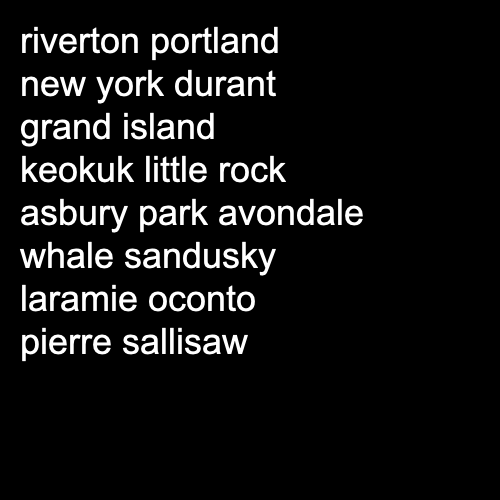 riverton portland
new york durant
grand island
keokuk little rock
asbury park avondale
whale sandusky
laramie oconto
pierre sallisaw